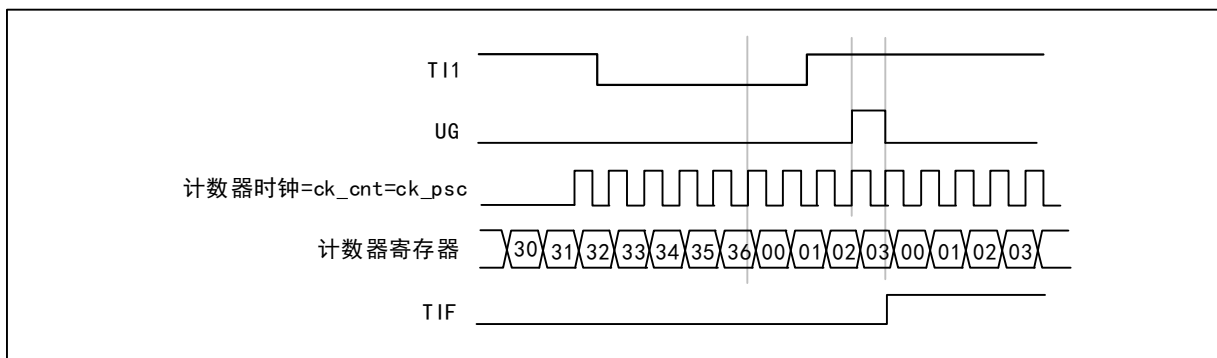 TI1
UG
计数器时钟=ck_cnt=ck_psc
计数器寄存器 30 31 32 33 34 35 36 00 01 02 03 00 01 02 03
TIF